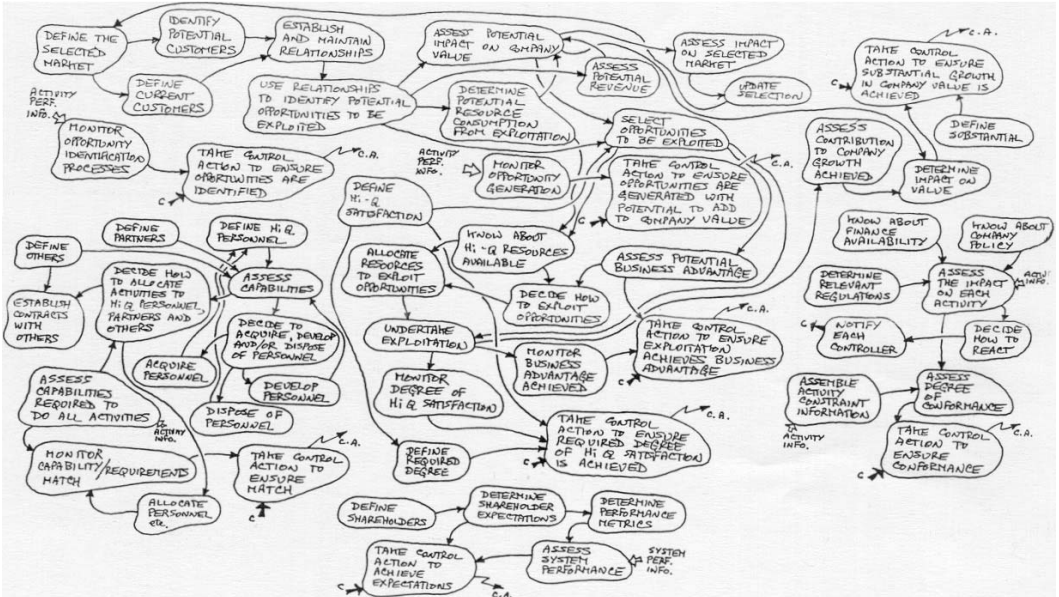 DEFINE THE
SELECTED
MARKET
IDENTIFY
POTENTIAL
CUSTOMERS
ESTABLISH
AND MAINTAIN
RELATIONSHIPS
DEFINE
CURRENT
CUSTOMERS
USE RELATIONSHIPS
TO IDENTIFY POTENTIAL
OPPORTUNITIES TO BE
EXPLOITED
ASSESS POTENTIAL
IMPACT ON COMPANY
VALUE
ASSESS
POTENTIAL
REVENUE
ASSESS IMPACT
ON SELECTED
MARKET
UPDATE
SELECTION
DETERMINE
POTENTIAL
RESOURCE
CONSUMPTION
FROM EXPLOITATION
SELECT
OPPORTUNITIES
TO BE EXPLOITED
C.A.
TAKE CONTROL
ACTION TO ENSURE
SUBSTANTIAL GROWTH
IN COMPANY VALUE IS
ACHIEVED
C
DEFINE
SUBSTANTIAL
ASSESS
CONTRIBUTION
TO COMPANY
GROWTH
ACHIEVED
DETERMINE
IMPACT ON
VALUE
ACTIVITY
PERF.
INFO.
MONITOR
OPPORTUNITY
IDENTIFICATION
PROCESSES
TAKE CONTROL
ACTION TO ENSURE
OPPORTUNITIES ARE
IDENTIFIED
C.A.
C
ACTIVITY
PERF.
INFO.
MONITOR
OPPORTUNITY
GENERATION
TAKE CONTROL
ACTION TO ENSURE
OPPORTUNITIES ARE
GENERATED WITH
POTENTIAL TO ADD
TO COMPANY VALUE
C.A.
C
DEFINE
Hi-Q
SATISFACTION
KNOW ABOUT
Hi-Q RESOURCES
AVAILABLE
ALLOCATE
RESOURCES
TO EXPLOIT
OPPORTUNITIES
ASSESS POTENTIAL
BUSINESS ADVANTAGE
DECIDE HOW
TO EXPLOIT
OPPORTUNITIES
UNDERTAKE
EXPLOITATION
MONITOR
BUSINESS
ADVANTAGE
ACHIEVED
TAKE CONTROL
ACTION TO ENSURE
EXPLOITATION
ACHIEVES BUSINESS
ADVANTAGE
C.A.
C
MONITOR
DEGREE OF
Hi Q SATISFACTION
DEFINE
REQUIRED
DEGREE
TAKE CONTROL
ACTION TO ENSURE
REQUIRED DEGREE
OF Hi Q SATISFACTION
IS ACHIEVED
C.A.
C
DEFINE
OTHERS
DEFINE
PARTNERS
DEFINE Hi Q
PERSONNEL
ESTABLISH
CONTRACTS
WITH
OTHERS
DECIDE HOW
TO ALLOCATE
ACTIVITIES TO
Hi Q PERSONNEL,
PARTNERS AND
OTHERS
ASSESS
CAPABILITIES
DECIDE TO
ACQUIRE, DEVELOP
AND/OR DISPOSE
OF PERSONNEL
ACQUIRE
PERSONNEL
DEVELOP
PERSONNEL
DISPOSE OF
PERSONNEL
ASSESS
CAPABILITIES
REQUIRED TO
DO ALL ACTIVITIES
ACTIVITY
INFO.
MONITOR
CAPABILITY/REQUIREMENTS
MATCH
TAKE CONTROL
ACTION TO
ENSURE
MATCH
C.A.
C
ALLOCATE
PERSONNEL
etc.
KNOW ABOUT
FINANCE
AVAILABILITY
KNOW ABOUT
COMPANY
POLICY
DETERMINE
RELEVANT
REGULATIONS
ASSESS
THE IMPACT
ON EACH
ACTIVITY
ACTIV.
INFO.
C
NOTIFY
EACH
CONTROLLER
DECIDE
HOW TO
REACT
ASSEMBLE
ACTIVITY
CONSTRAINT
INFORMATION
ACTIVITY
INFO.
ASSESS
DEGREE
OF
CONFORMANCE
TAKE CONTROL
ACTION TO
ENSURE
CONFORMANCE
C.A.
C
DEFINE
SHAREHOLDERS
DETERMINE
SHAREHOLDER
EXPECTATIONS
DETERMINE
PERFORMANCE
METRICS
ASSESS
SYSTEM
PERFORMANCE
SYSTEM
PERF.
INFO.
TAKE CONTROL
ACTION TO
ACHIEVE
EXPECTATIONS
C.A.
C